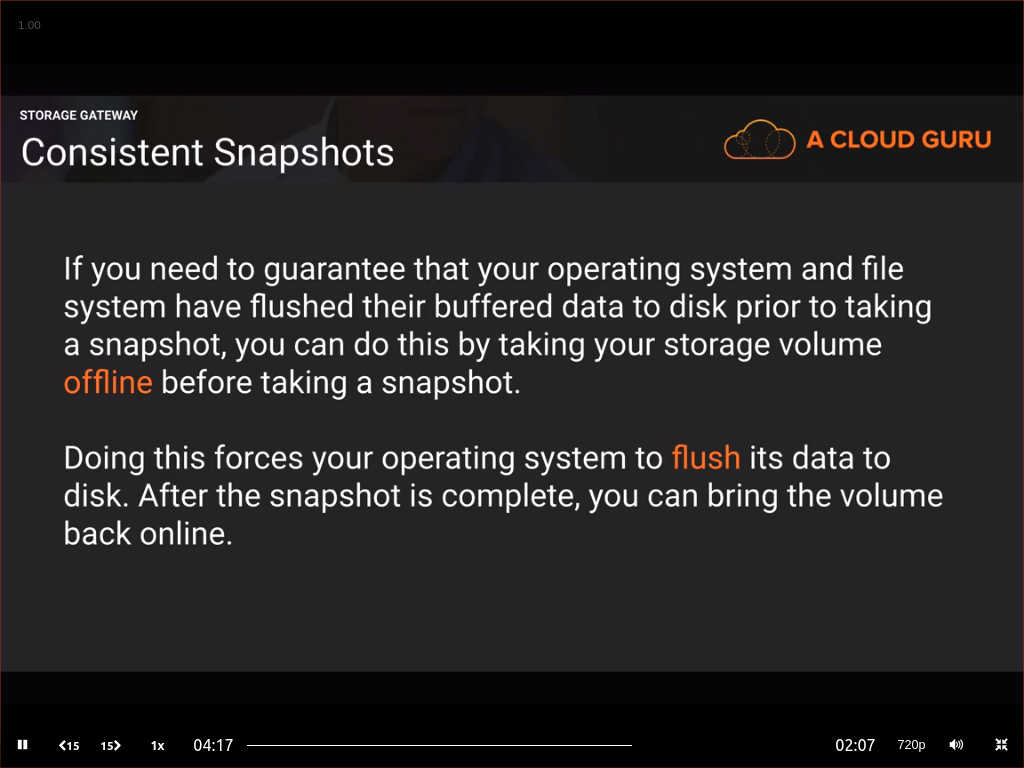 1.00
STORAGE GATEWAY
Consistent Snapshots
A CLOUD GURU
If you need to guarantee that your operating system and file
system have flushed their buffered data to disk prior to taking
a snapshot, you can do this by taking your storage volume
offline before taking a snapshot.
Doing this forces your operating system to flush its data to
disk. After the snapshot is complete, you can bring the volume
back online.
15 15 1x 04:17 02:07 720p